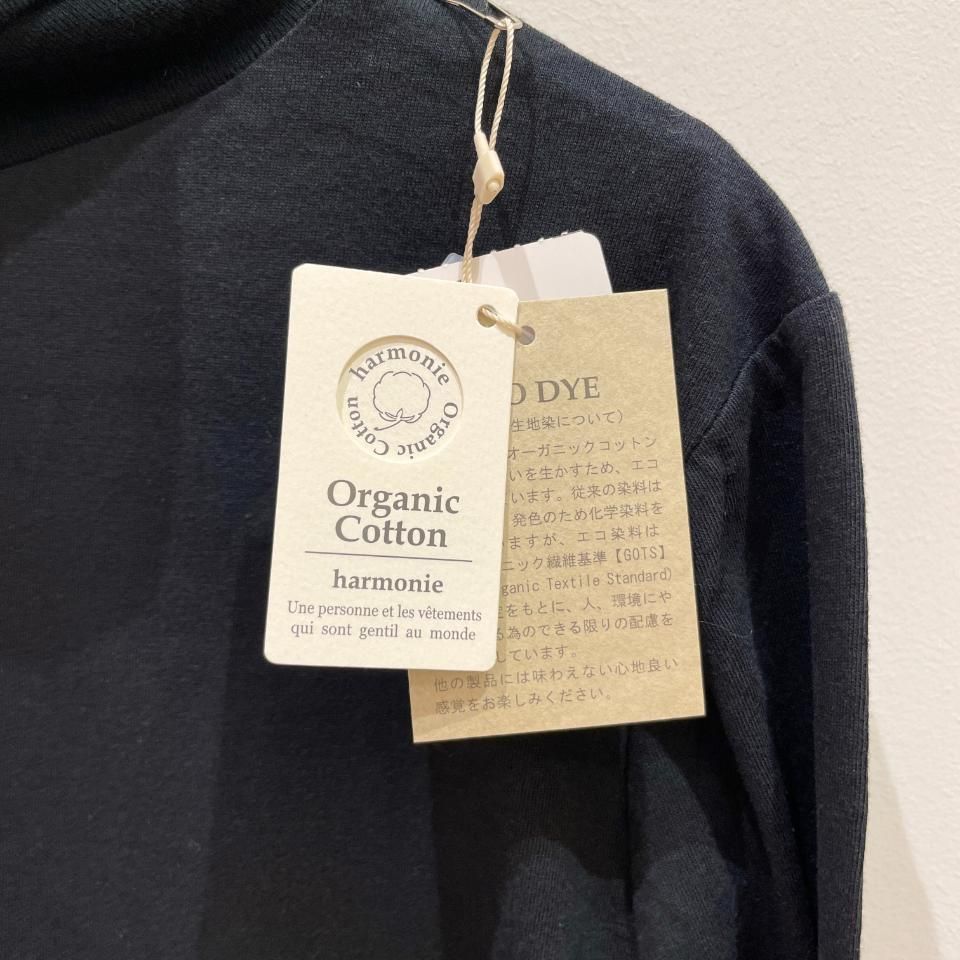 harmonie Organic Cotton
Organic
Cotton
harmonie
Une personne et les vêtements
qui sont gentil au monde
DYE
生地染について）
オーガニックコットン
いを生かすため、エコ
います。従来の染料は
発色のため化学染料を
ますが、エコ染料は
ニック繊維基準【GOTS】
Textile Standard)
をもとに、人、環境にや
る為のできる限りの配慮を
しています。
他の製品には味わえない心地良い
感覚をお楽しみください。